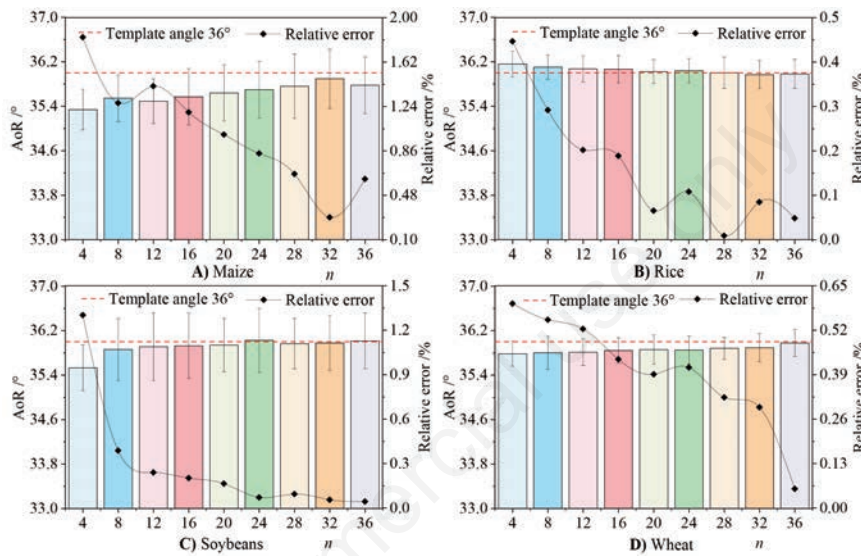 37.0 2.00 37.0 0.5
Template angle 36° Relative error Template angle 36° Relative error
36.2 1.62 36.2 0.4
35.4 1.24 35.4 0.3
AoR /° Relative error /% AoR /° Relative error /%
34.6 0.86 34.6 0.2
33.8 0.48 33.8 0.1
33.0 0.10 33.0 0.0
4 8 12 16 20 24 28 32 36 4 8 12 16 20 24 28 32 36
A) Maize n B) Rice n
37.0 1.5 37.0 0.65
Template angle 36° Relative error Template angle 36° Relative error
36.2 1.2 36.2 0.52
35.4 0.9 35.4 0.39
AoR /° Relative error /% AoR /° Relative error /%
34.6 0.6 34.6 0.26
33.8 0.3 33.8 0.13
33.0 0.0 33.0 0.00
4 8 12 16 20 24 28 32 36 4 8 12 16 20 24 28 32 36
C) Soybeans n D) Wheat n
mercial use only